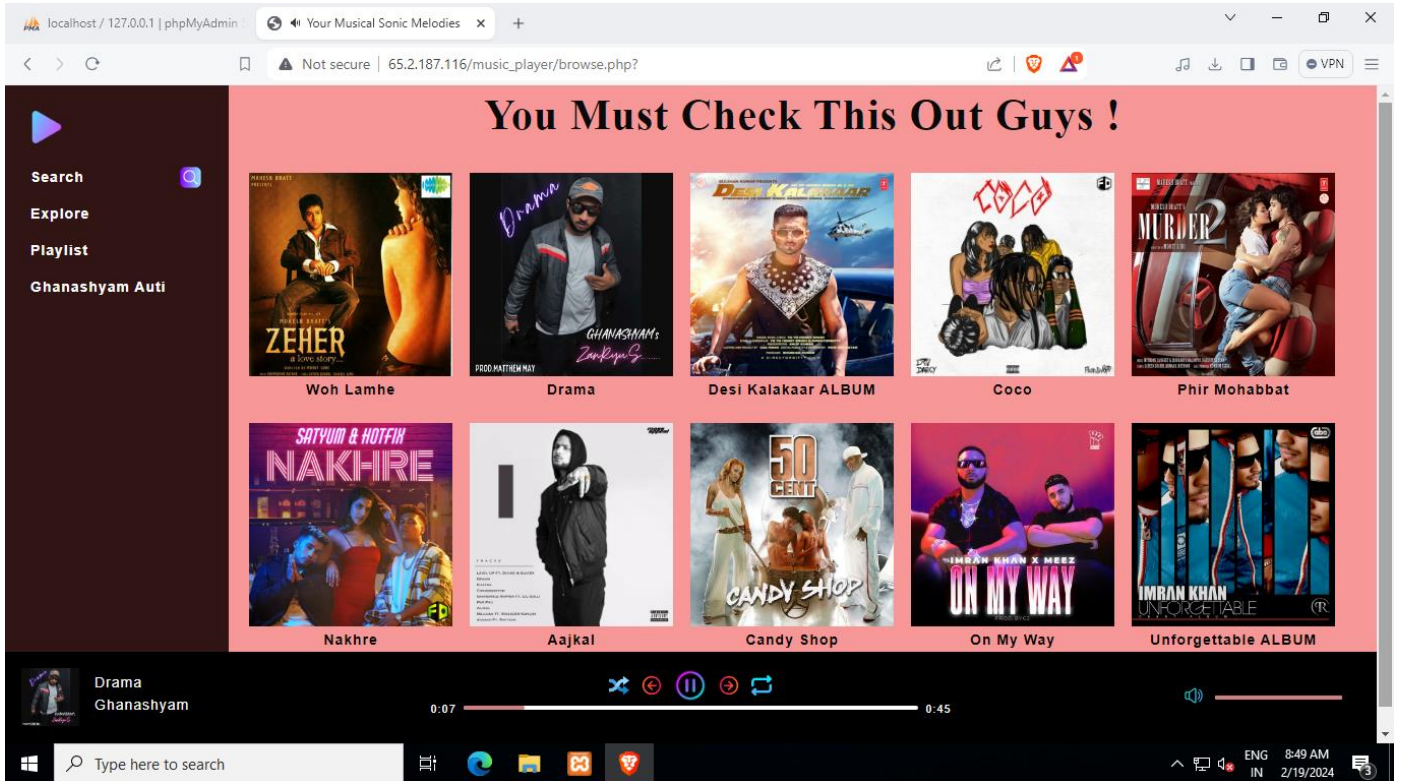 localhost / 127.0.0.1 | phpMyAdmin
Your Musical Sonic Melodies
Not secure
65.2.187.116/music_player/browse.php?
VPN
You Must Check This Out Guys !
Search
Explore
Playlist
Ghanashyam Auti
MAHESH BHATT
PRESENTS
ZEHER
a love story...
Woh Lamhe
Drama
GHANASHYAM's
PROD.MATTHEW MAY
Drama
DESI KALAKAAR
Desi Kalakaar ALBUM
COCO
Coco
MURDER 2
Phir Mohabbat
SATYUM & HOTFIX
NAKHRE
Nakhre
Aajkal
50
CENT
CANDY SHOP
Candy Shop
IMRAN KHAN X MEEZ
ON MY WAY
On My Way
IMRAN KHAN
UNFORGETTABLE
Unforgettable ALBUM
Drama
Ghanashyam
0:07
0:45
Type here to search
ENG
IN
8:49 AM
2/19/2024
3